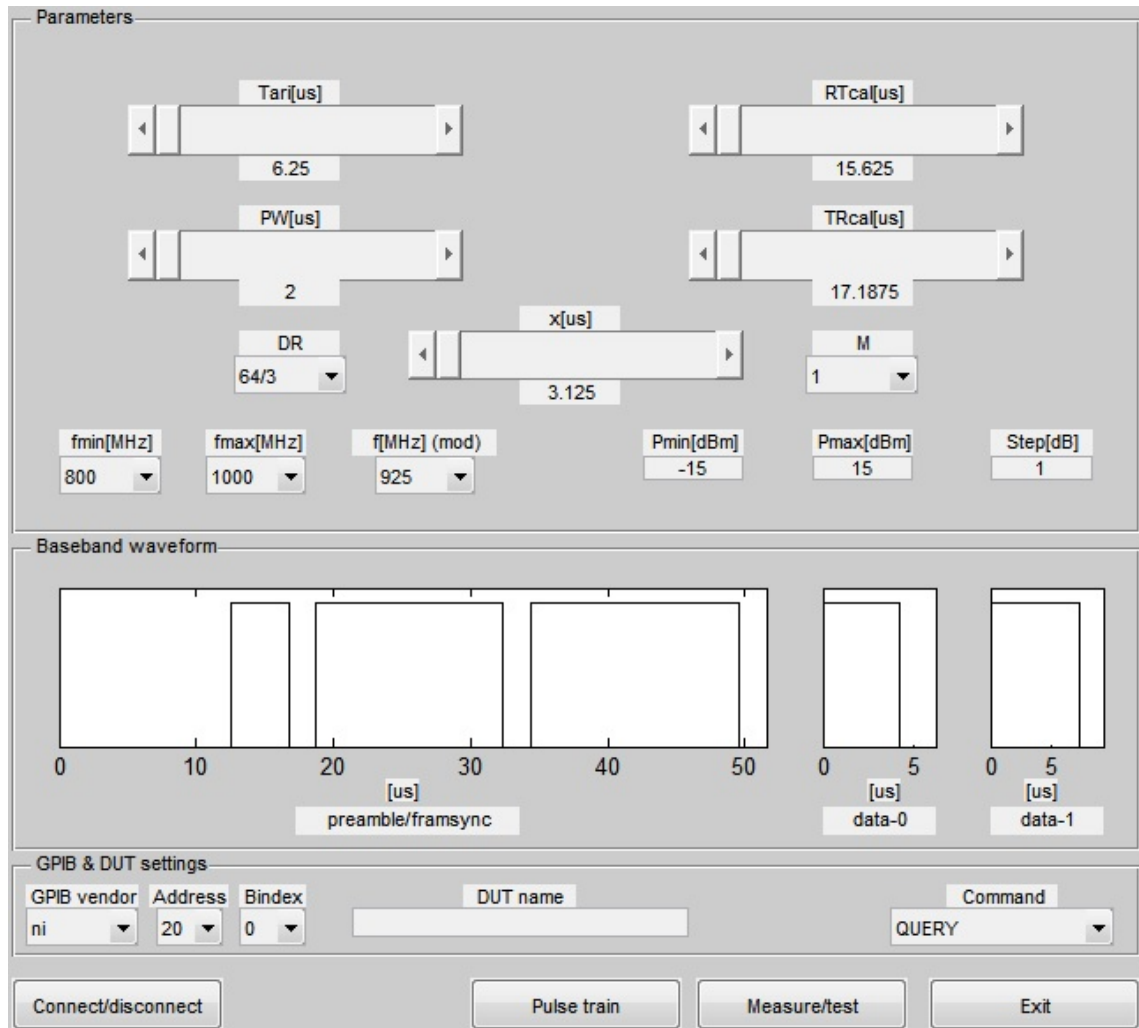 Parameters
Tari[us] RTcal[us]
6.25 15.625
PW[us] TRcal[us]
2 17.1875
x[us]
DR M
64/3 1
3.125
fmin[MHz] fmax[MHz] f[MHz] (mod) Pmin[dBm] Pmax[dBm] Step[dB]
800 1000 925 -15 15 1
Baseband waveform
0 10 20 30 40 50 0 5 0 5
[us] [us] [us]
preamble/framsync data-0 data-1
GPIB & DUT settings
GPIB vendor Address Bindex DUT name Command
ni 20 0 QUERY
Connect/disconnect Pulse train Measure/test Exit